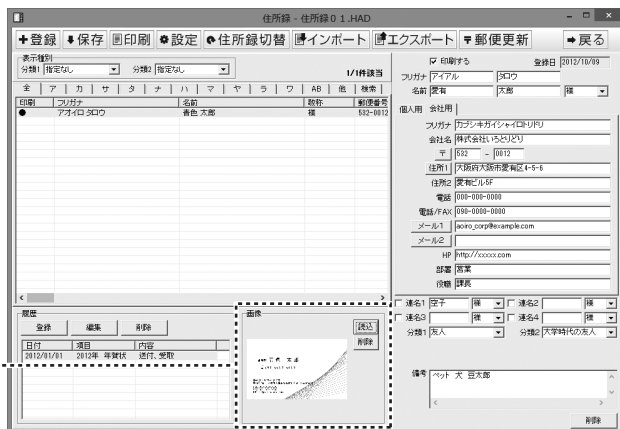 住所録 - 住所録０１.HAD
登録 保存 印刷 設定 住所録切替 インポート エクスポート 〒郵便更新 戻る
表示種別
分類1 指定なし 分類2 指定なし
1/1件該当
全 ア カ サ タ ナ ハ マ ヤ ラ ワ AB 他 検索
印刷 フリガナ 名前 敬称 郵便番号
● アオイロ タロウ 青色 太郎 様 532-0012
履歴
登録 編集 削除
日付 項目 内容
2012/01/01 2012年 年賀状 送付、受取
画像
読込
削除
印刷する 登録日 2012/10/09
フリガナ アイアル タロウ
名前 愛有 太郎 様
個人用 会社用
フリガナ カブシキガイシャイロトリドリ
会社名 株式会社いろとりどり
〒 532 - 0012
住所1 大阪府大阪市愛有区4-5-6
住所2 愛有ビル5F
電話 000-000-0000
電話/FAX 090-0000-0000
メール1 aoiro_corp@example.com
メール2
HP http://xxxxx.com
部署 営業
役職 課長
連名1 空子 様 連名2 様
連名3 様 連名4 様
分類1 友人 分類2 大学時代の友人
備考 ペット 犬 豆太郎
削除